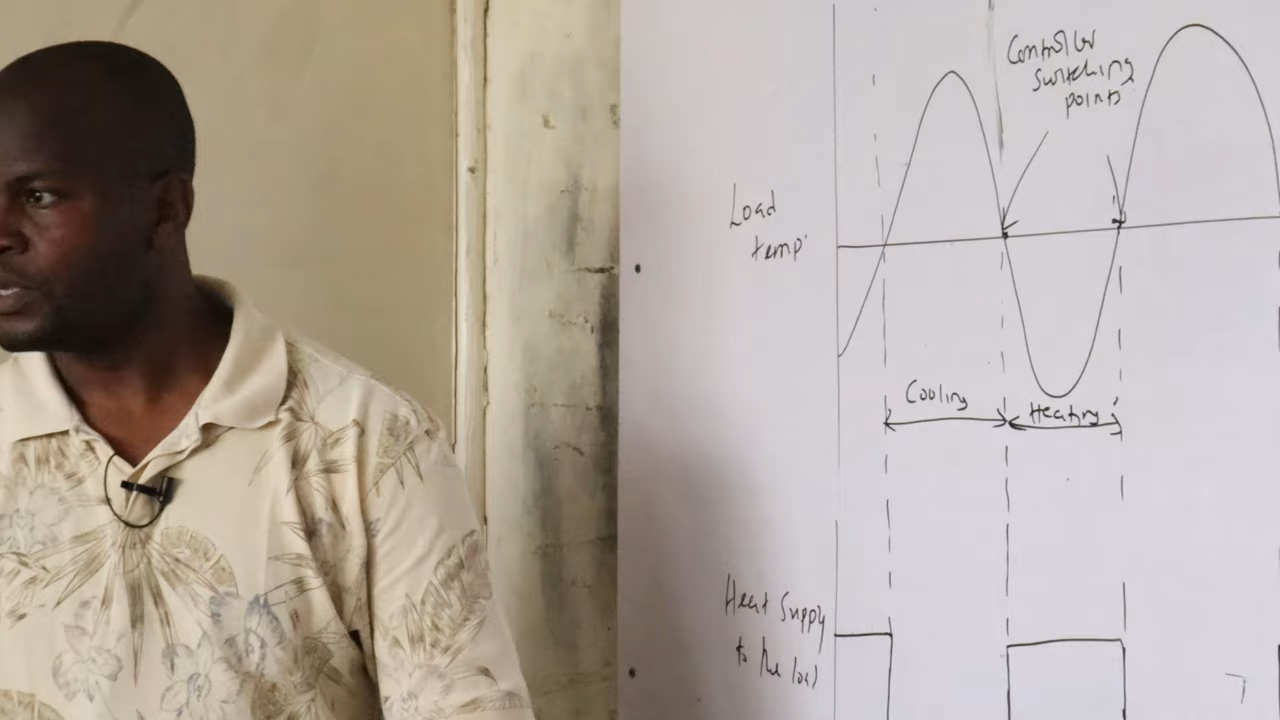 Controller
switching
points
Load
temp.
Cooling
Heating
Heat Supply
to the load